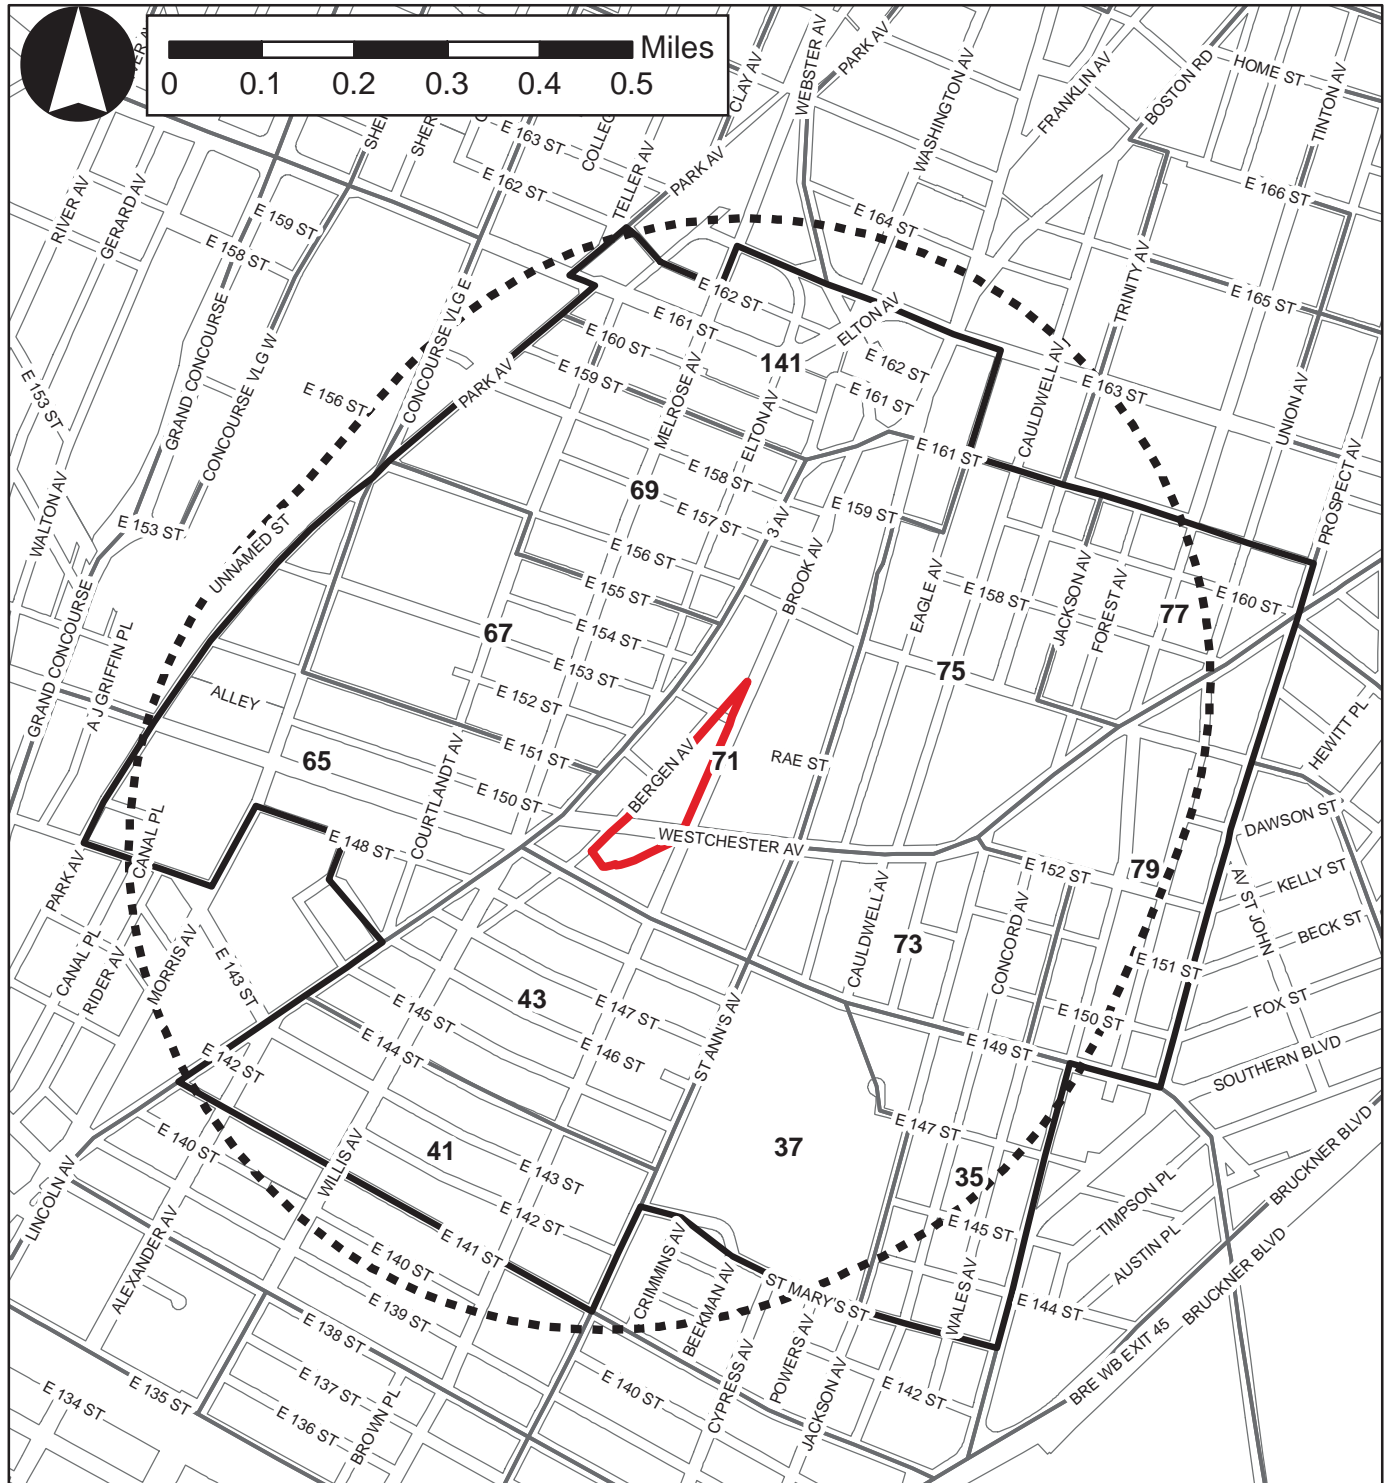 Miles
0 0.1 0.2 0.3 0.4 0.5
CLAY AV
WEBSTER AV
PARK AV
WASHINGTON AV
FRANKLIN AV
BOSTON RD
HOME ST
TINTON AV
E 163 ST
TELLER AV
PARK AV
E 162 ST
E 166 ST
RIVER AV
GERARD AV
E 159 ST
E 158 ST
E 164 ST
TRINITY AV
E 165 ST
GRAND CONCOURSE
CONCOURSE VLG W
CONCOURSE VLG E
E 162 ST
E 161 ST
E 160 ST
E 159 ST
ELTON AV
141
E 162 ST
E 161 ST
E 153 ST
E 156 ST
PARK AV
MELROSE AV
ELTON AV
CAULDWELL AV
E 163 ST
UNION AV
PROSPECT AV
E 161 ST
WALTON AV
E 153 ST
UNNAMED ST
69
E 158 ST
E 157 ST
3 AV
E 159 ST
E 156 ST
E 155 ST
BROOK AV
EAGLE AV
E 158 ST
JACKSON AV
FOREST AV
77
E 160 ST
GRAND CONCOURSE
A J GRIFFIN PL
67
E 154 ST
E 153 ST
E 152 ST
75
ALLEY
65
COURTLANDT AV
E 151 ST
E 150 ST
BERGEN AV
71
RAE ST
HEWITT PL
DAWSON ST
CANAL PL
E 148 ST
WESTCHESTER AV
PARK AV
E 152 ST
79
KELLY ST
BECK ST
AV ST JOHN
CANAL PL
RIDER AV
MORRIS AV
E 143 ST
CAULDWELL AV
73
CONCORD AV
E 151 ST
FOX ST
43
E 145 ST
E 144 ST
E 147 ST
E 146 ST
ST ANN'S AV
E 150 ST
E 149 ST
SOUTHERN BLVD
E 142 ST
E 140 ST
WILLIS AV
41
E 143 ST
E 142 ST
37
E 147 ST
35
E 145 ST
BRUCKNER BLVD
TIMPSON PL
AUSTIN PL
BRUCKNER BLVD
LINCOLN AV
ALEXANDER AV
E 141 ST
E 140 ST
E 139 ST
E 138 ST
CRIMMINS AV
BEEKMAN AV
ST MARY'S ST
WALES AV
E 144 ST
BRE WB EXIT 45
E 134 ST
E 135 ST
E 137 ST
E 136 ST
BROWN PL
E 140 ST
CYPRESS AV
POWERS AV
JACKSON AV
E 142 ST